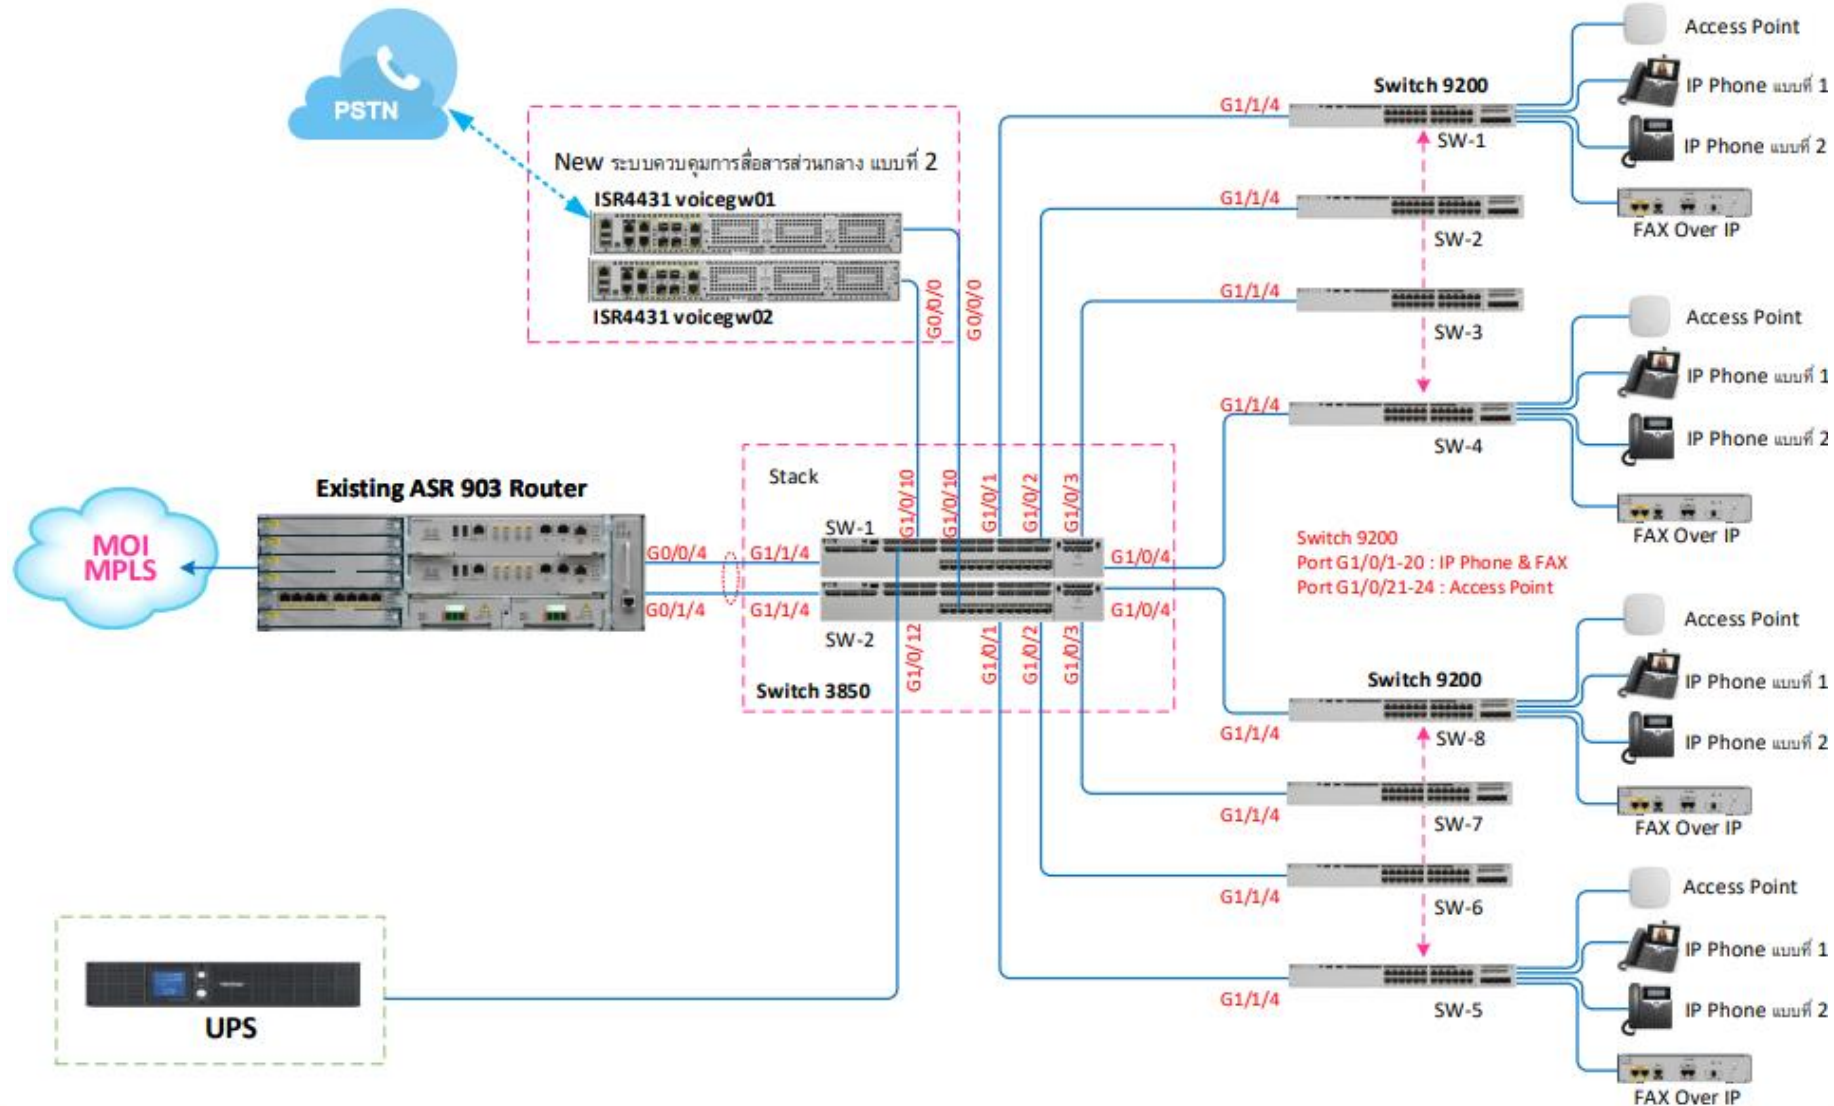 PSTN
New ระบบควบคุมการสื่อสารส่วนกลาง แบบที่ 2
ISR4431 voicegw01
ISR4431 voicegw02
G0/0/0
G0/0/0
MOI
MPLS
Existing ASR 903 Router
G0/0/4
G0/1/4
G1/1/4
G1/1/4
Stack
SW-1
SW-2
Switch 3850
G1/0/10
G1/0/10
G1/0/1
G1/0/2
G1/0/3
G1/0/4
G1/0/4
G1/0/12
G1/0/1
G1/0/2
G1/0/3
UPS
Switch 9200
G1/1/4
SW-1
G1/1/4
SW-2
G1/1/4
SW-3
G1/1/4
SW-4
Switch 9200
Port G1/0/1-20 : IP Phone & FAX
Port G1/0/21-24 : Access Point
Switch 9200
G1/1/4
SW-8
G1/1/4
SW-7
G1/1/4
SW-6
G1/1/4
SW-5
Access Point
IP Phone แบบที่ 1
IP Phone แบบที่ 2
FAX Over IP
Access Point
IP Phone แบบที่ 1
IP Phone แบบที่ 2
FAX Over IP
Access Point
IP Phone แบบที่ 1
IP Phone แบบที่ 2
FAX Over IP
Access Point
IP Phone แบบที่ 1
IP Phone แบบที่ 2
FAX Over IP